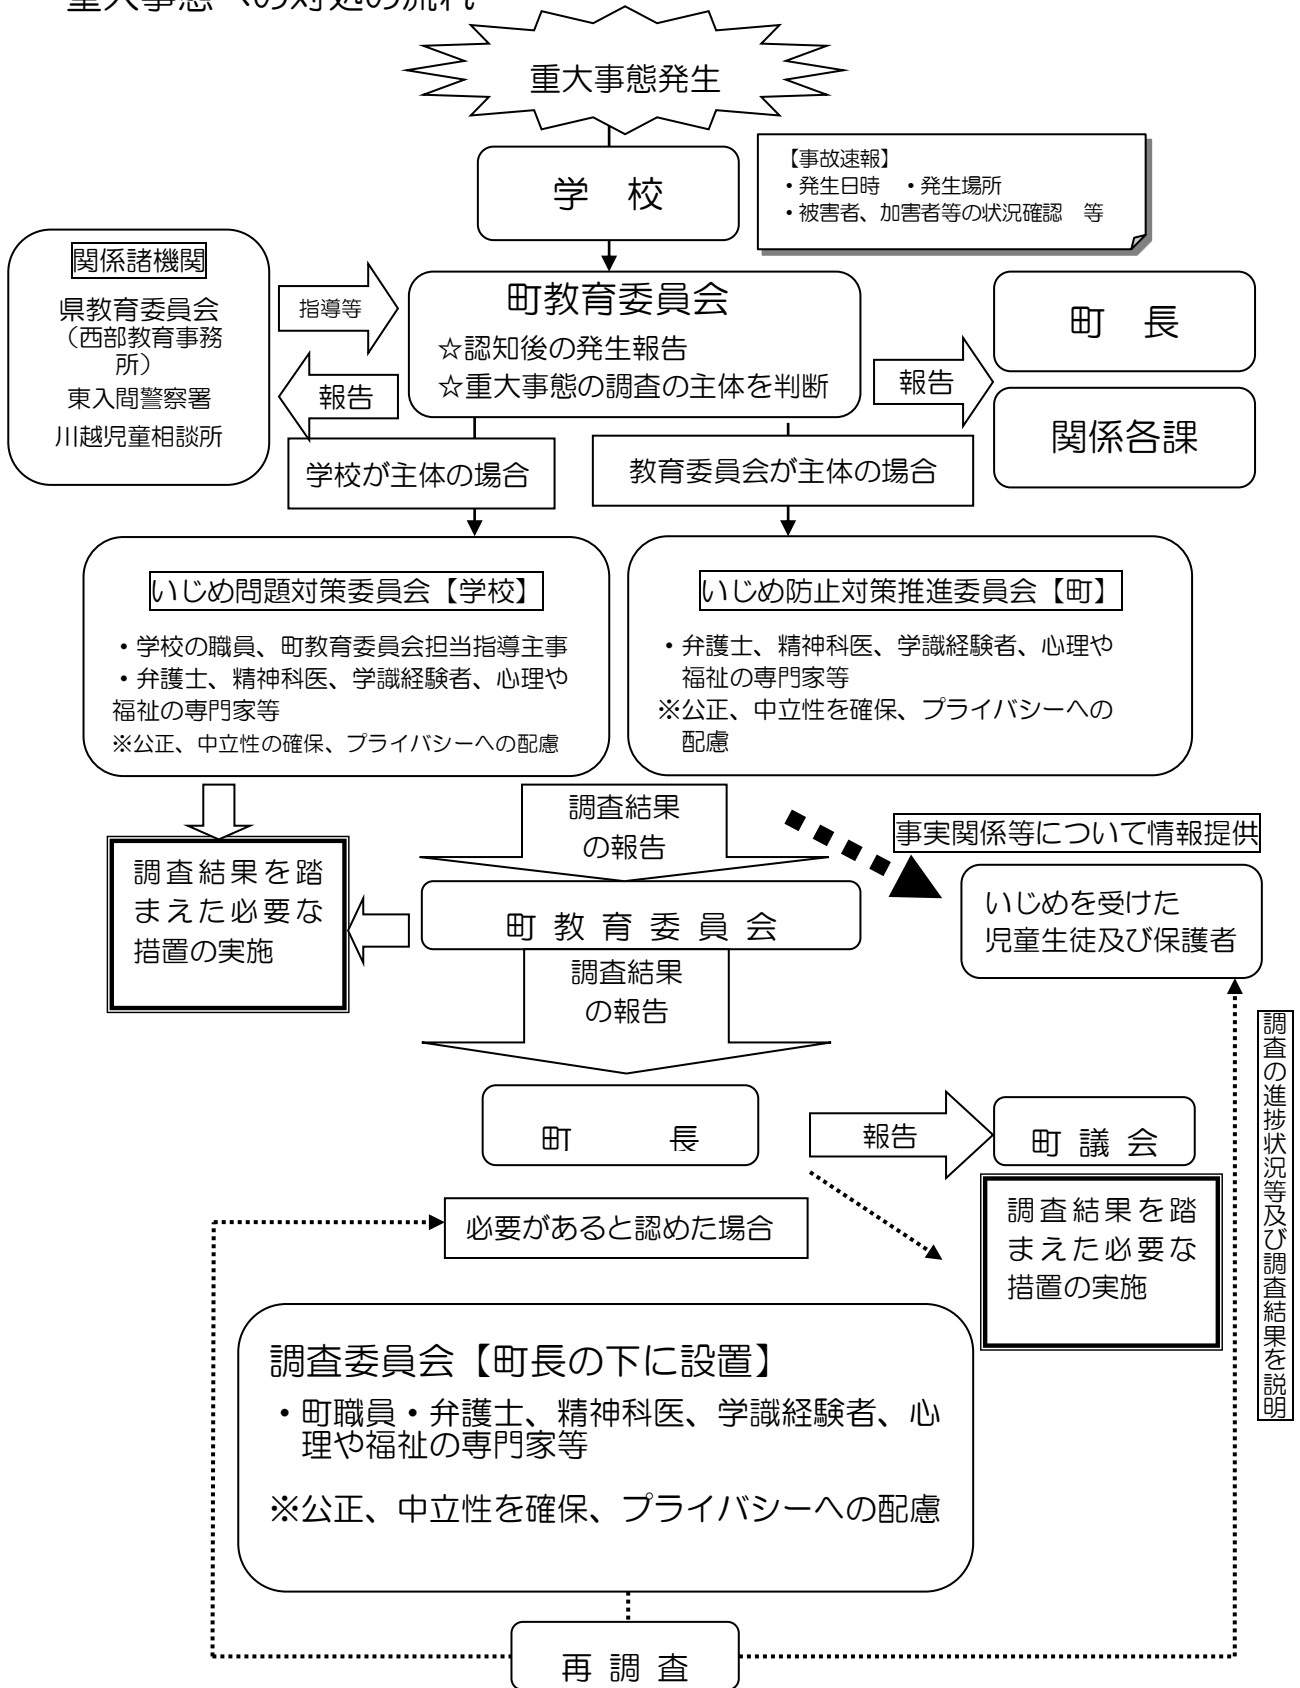 重大事態への対処の流れ
重大事態発生
学　校
【事故速報】
・発生日時　・発生場所
・被害者、加害者等の状況確認　等
関係諸機関
県教育委員会
（西部教育事務
所）
東入間警察署
川越児童相談所
指導等
報告
町教育委員会
☆認知後の発生報告
☆重大事態の調査の主体を判断
報告
町　長
関係各課
学校が主体の場合
教育委員会が主体の場合
いじめ問題対策委員会【学校】
・学校の職員、町教育委員会担当指導主事
・弁護士、精神科医、学識経験者、心理や
福祉の専門家等
※公正、中立性の確保、プライバシーへの配慮
いじめ防止対策推進委員会【町】
・弁護士、精神科医、学識経験者、心理や
福祉の専門家等
※公正、中立性を確保、プライバシーへの
配慮
調査結果
の報告
事実関係等について情報提供
いじめを受けた
児童生徒及び保護者
調査結果を踏
まえた必要な
措置の実施
町教育委員会
調査結果
の報告
町　長
報告
町議会
調査結果を踏
まえた必要な
措置の実施
必要があると認めた場合
調査の進捗状況等及び調査結果を説明
調査委員会【町長の下に設置】
・町職員・弁護士、精神科医、学識経験者、心
理や福祉の専門家等
※公正、中立性を確保、プライバシーへの配慮
再調査